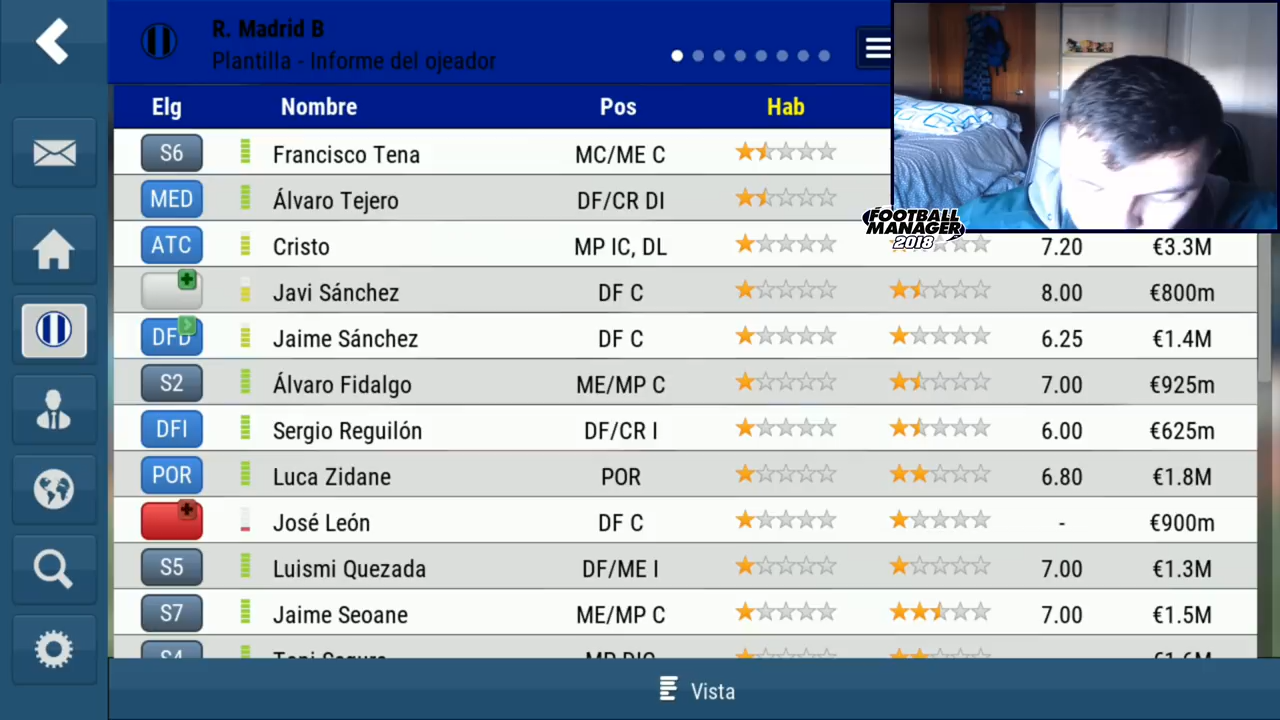 R. Madrid B
Plantilla - Informe del ojeador
Elg Nombre Pos Hab
S6 Francisco Tena MC/ME C
MED Álvaro Tejero DF/CR DI
FOOTBALL
MANAGER
2018
ATC Cristo MP IC, DL 7.20 €3.3M
Javi Sánchez DF C 8.00 €800m
DFD Jaime Sánchez DF C 6.25 €1.4M
S2 Álvaro Fidalgo ME/MP C 7.00 €925m
DFI Sergio Reguilón DF/CR I 6.00 €625m
POR Luca Zidane POR 6.80 €1.8M
José León DF C - €900m
S5 Luismi Quezada DF/ME I 7.00 €1.3M
S7 Jaime Seoane ME/MP C 7.00 €1.5M
Vista